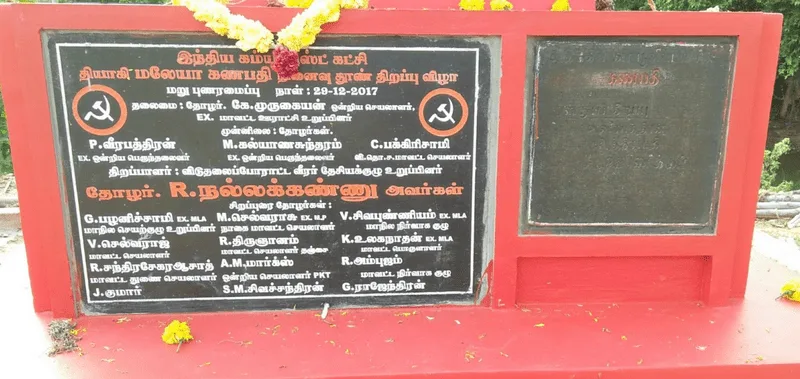 இந்திய கம்யூனிஸ்ட் கட்சி
தியாகி மலேயா கணபதி நினைவு தூண் திறப்பு விழா
மறு புனரமைப்பு நாள் : 29-12-2017
தலைமை : தோழர். கே.முருகையன் ஒன்றிய செயலாளர்,
EX. மாவட்ட ஊராட்சி உறுப்பினர்
முன்னிலை : தோழர்கள்.
P.வீரபத்திரன் M.கல்யாணசுந்தரம் C.பக்கிரிசாமி
EX ஒன்றிய பெருந்தலைவர் EX. ஒன்றிய பெருந்தலைவர் வி.தொ.ச.மாவட்ட செயலாளர்
திறப்பாளர் : விடுதலைப்போராட்ட வீரர் தேசியக்குழு உறுப்பினர்
தோழர். R.நல்லக்கண்ணு அவர்கள்
சிறப்புரை தோழர்கள் :
G.பழனிச்சாமி EX. MLA M.செல்வராசு EX. M.P V.சிவபுண்ணியம் EX. MLA
மாநில செயற்குழு உறுப்பினர் நாகை மாவட்ட செயலாளர் மாநில நிர்வாக குழு
V.செல்வராஜ் R.திருஞானம் K.உலகநாதன் EX. MLA
மாவட்ட செயலாளர் மாவட்ட செயலாளர் தஞ்சை மாவட்ட பொருளாளர்
R.சந்திரசேகரஆசாத் A.M.மார்க்ஸ் R.அம்புஜம்
மாவட்ட துணை செயலாளர் ஒன்றிய செயலாளர் PKT மாவட்ட நிர்வாக குழு
J.குமார் S.M.சிவச்சந்திரன் G.ராஜேந்திரன்